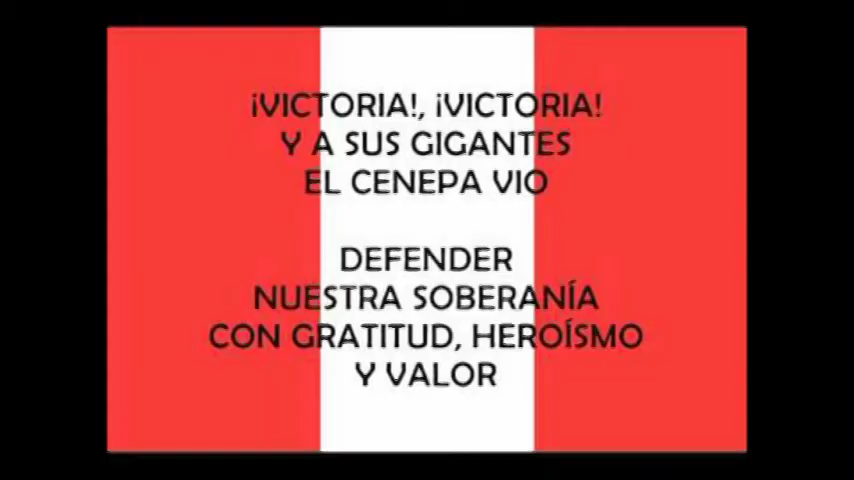 ¡VICTORIA!, ¡VICTORIA!
Y A SUS GIGANTES
EL CENEPA VIO
DEFENDER
NUESTRA SOBERANÍA
CON GRATITUD, HEROÍSMO
Y VALOR